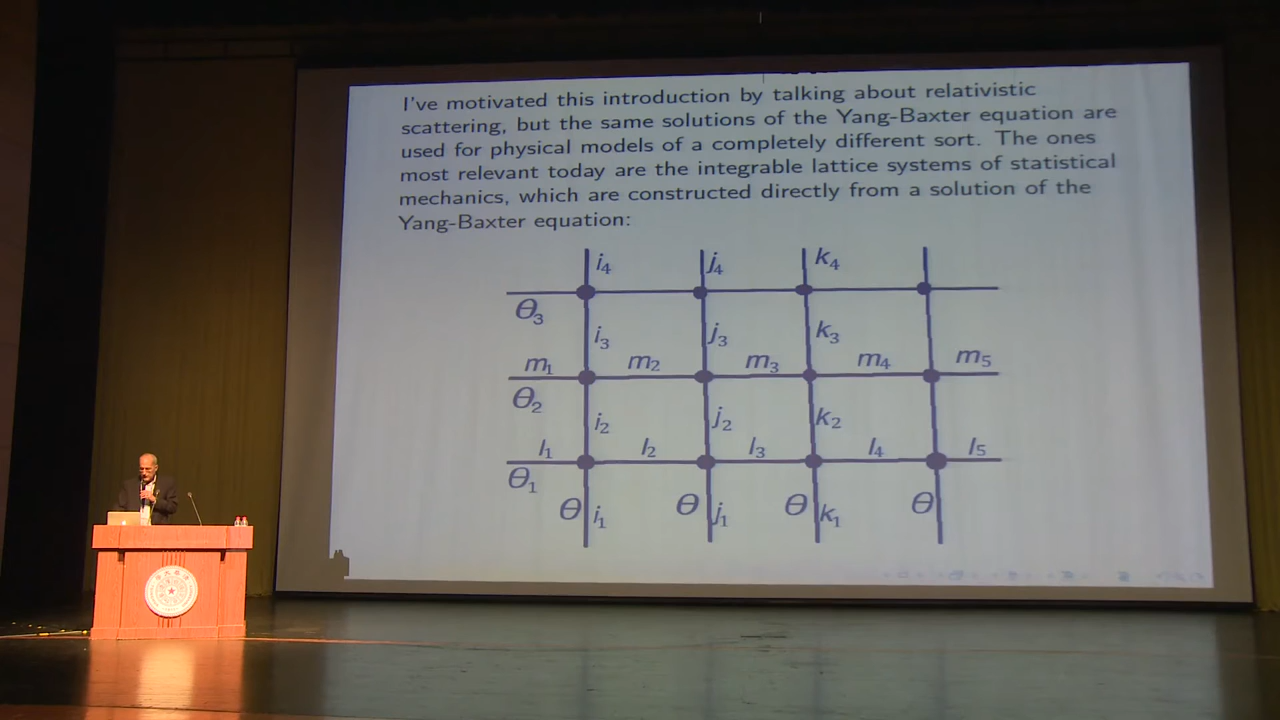 I've motivated this introduction by talking about relativistic
scattering, but the same solutions of the Yang-Baxter equation are
used for physical models of a completely different sort. The ones
most relevant today are the integrable lattice systems of statistical
mechanics, which are constructed directly from a solution of the
Yang-Baxter equation:
i₄ j₄ k₄
θ₃
i₃ j₃ k₃
m₁ m₂ m₃ m₄ m₅
θ₂
i₂ j₂ k₂
l₁ l₂ l₃ l₄ l₅
θ₁
θ i₁ θ j₁ θ k₁ θ